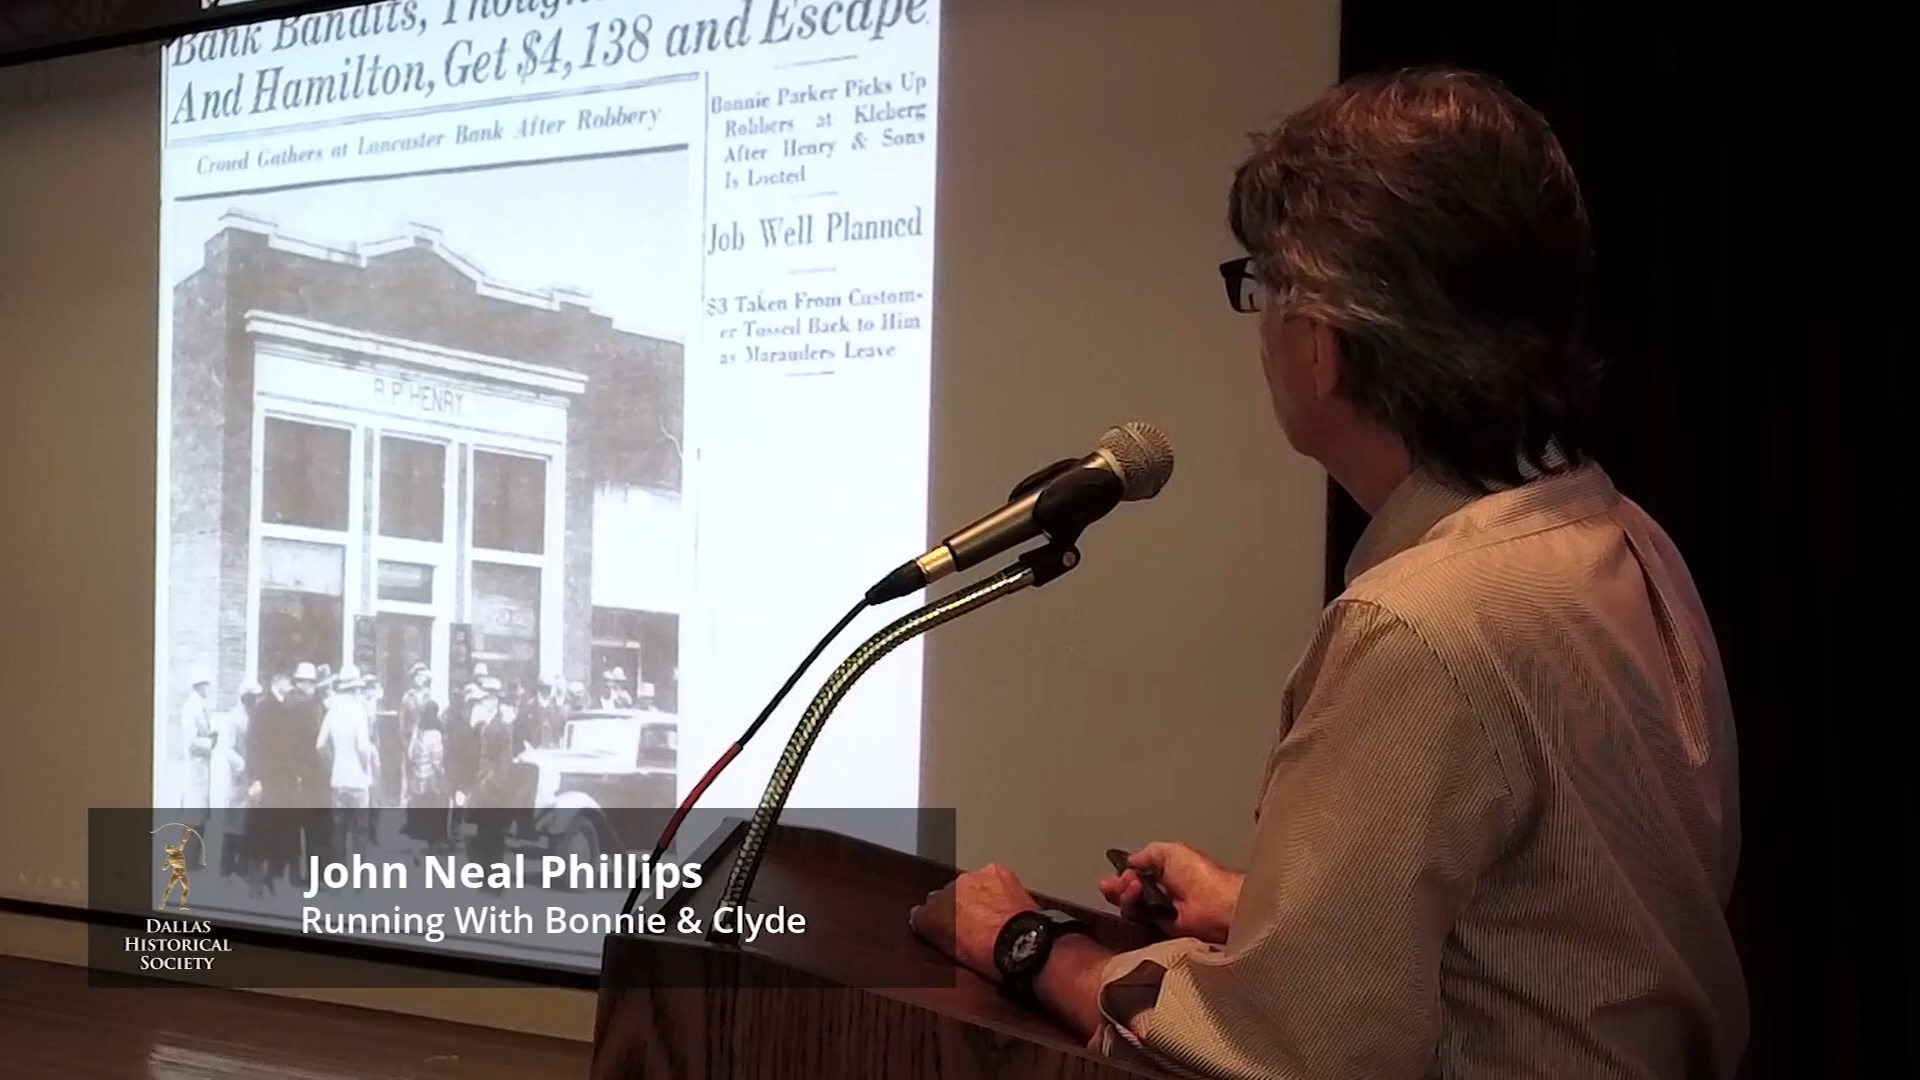 Bank Bandits,
And Hamilton, Get $4,138 and Escape
Crowd Gathers at Lancaster Bank After Robbery
Bonnie Parker Picks Up
Robbers at Kleberg
After Henry & Sons
Is Looted
Job Well Planned
$3 Taken From Custom-
er Tossed Back to Him
as Marauders Leave
R P HENRY
John Neal Phillips
Running With Bonnie & Clyde
DALLAS
HISTORICAL
SOCIETY